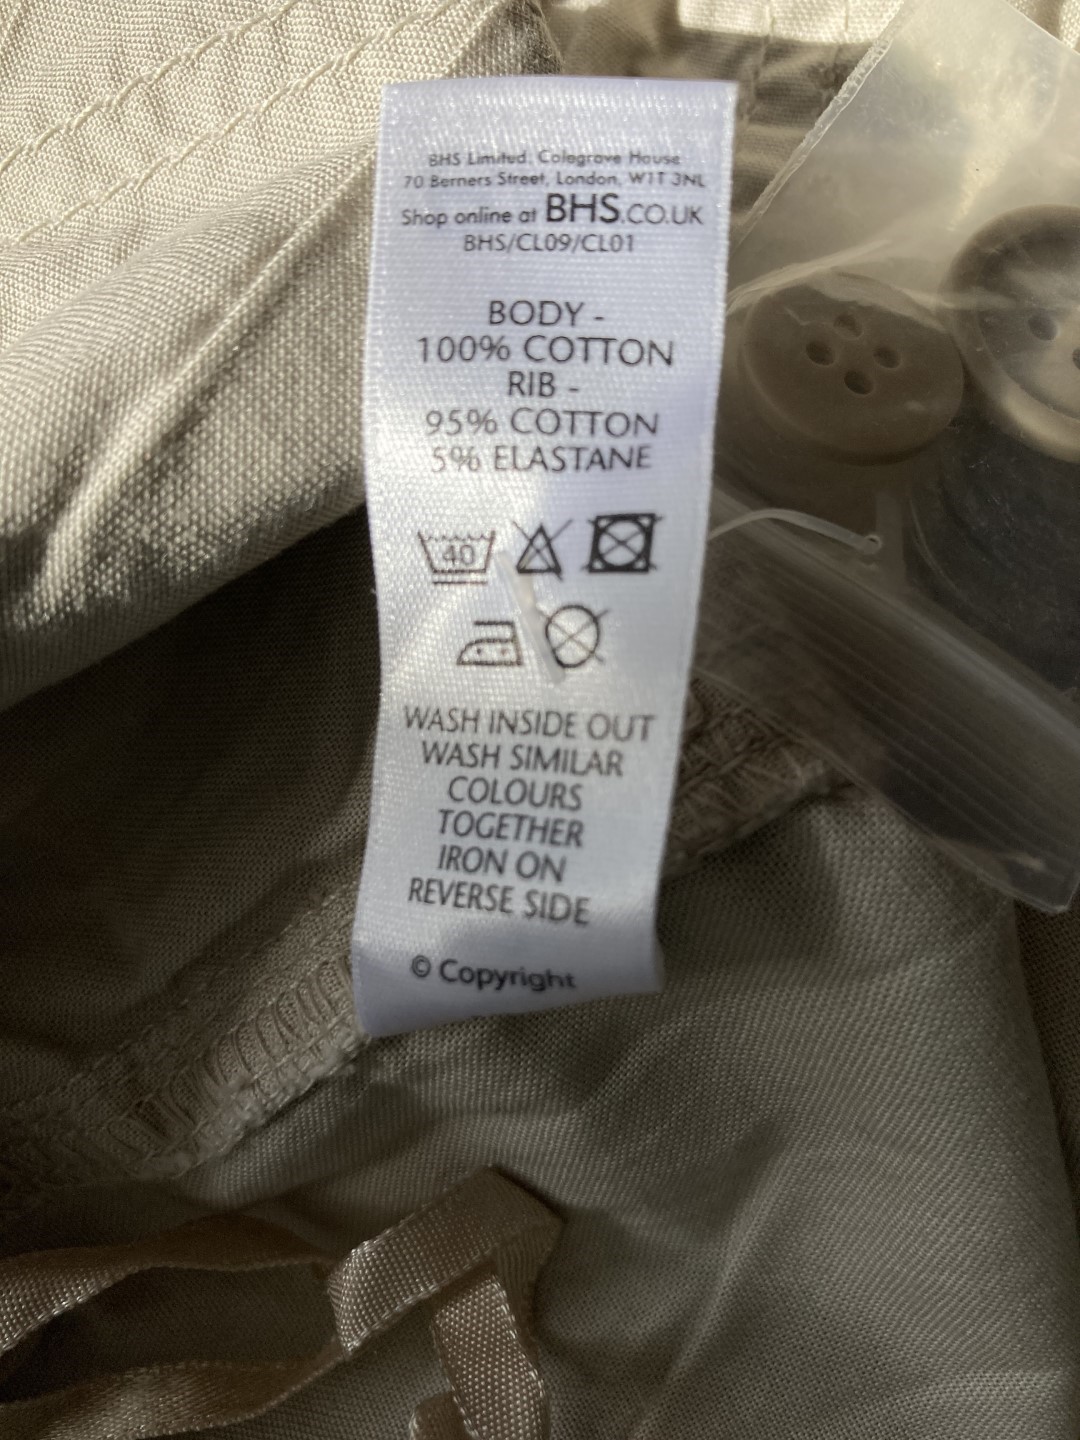 BHS Limited. Colegrave House
70 Berners Street, London, W1T 3NL
Shop online at BHS.CO.UK
BHS/CL09/CL01
BODY -
100% COTTON
RIB -
95% COTTON
5% ELASTANE
40
WASH INSIDE OUT
WASH SIMILAR
COLOURS
TOGETHER
IRON ON
REVERSE SIDE
© Copyright